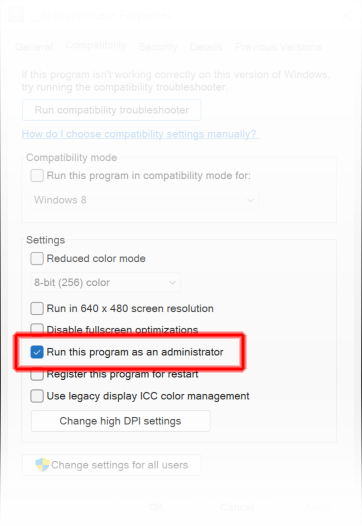 General Compatibility Security Details Previous Versions
If this program isn't working correctly on this version of Windows,
try running the compatibility troubleshooter.
Run compatibility troubleshooter
How do I choose compatibility settings manually?
Compatibility mode
Run this program in compatibility mode for:
Windows 8
Settings
Reduced color mode
8-bit (256) color
Run in 640 x 480 screen resolution
Disable fullscreen optimizations
Run this program as an administrator
Register this program for restart
Use legacy display ICC color management
Change high DPI settings
Change settings for all users
OK Cancel Apply